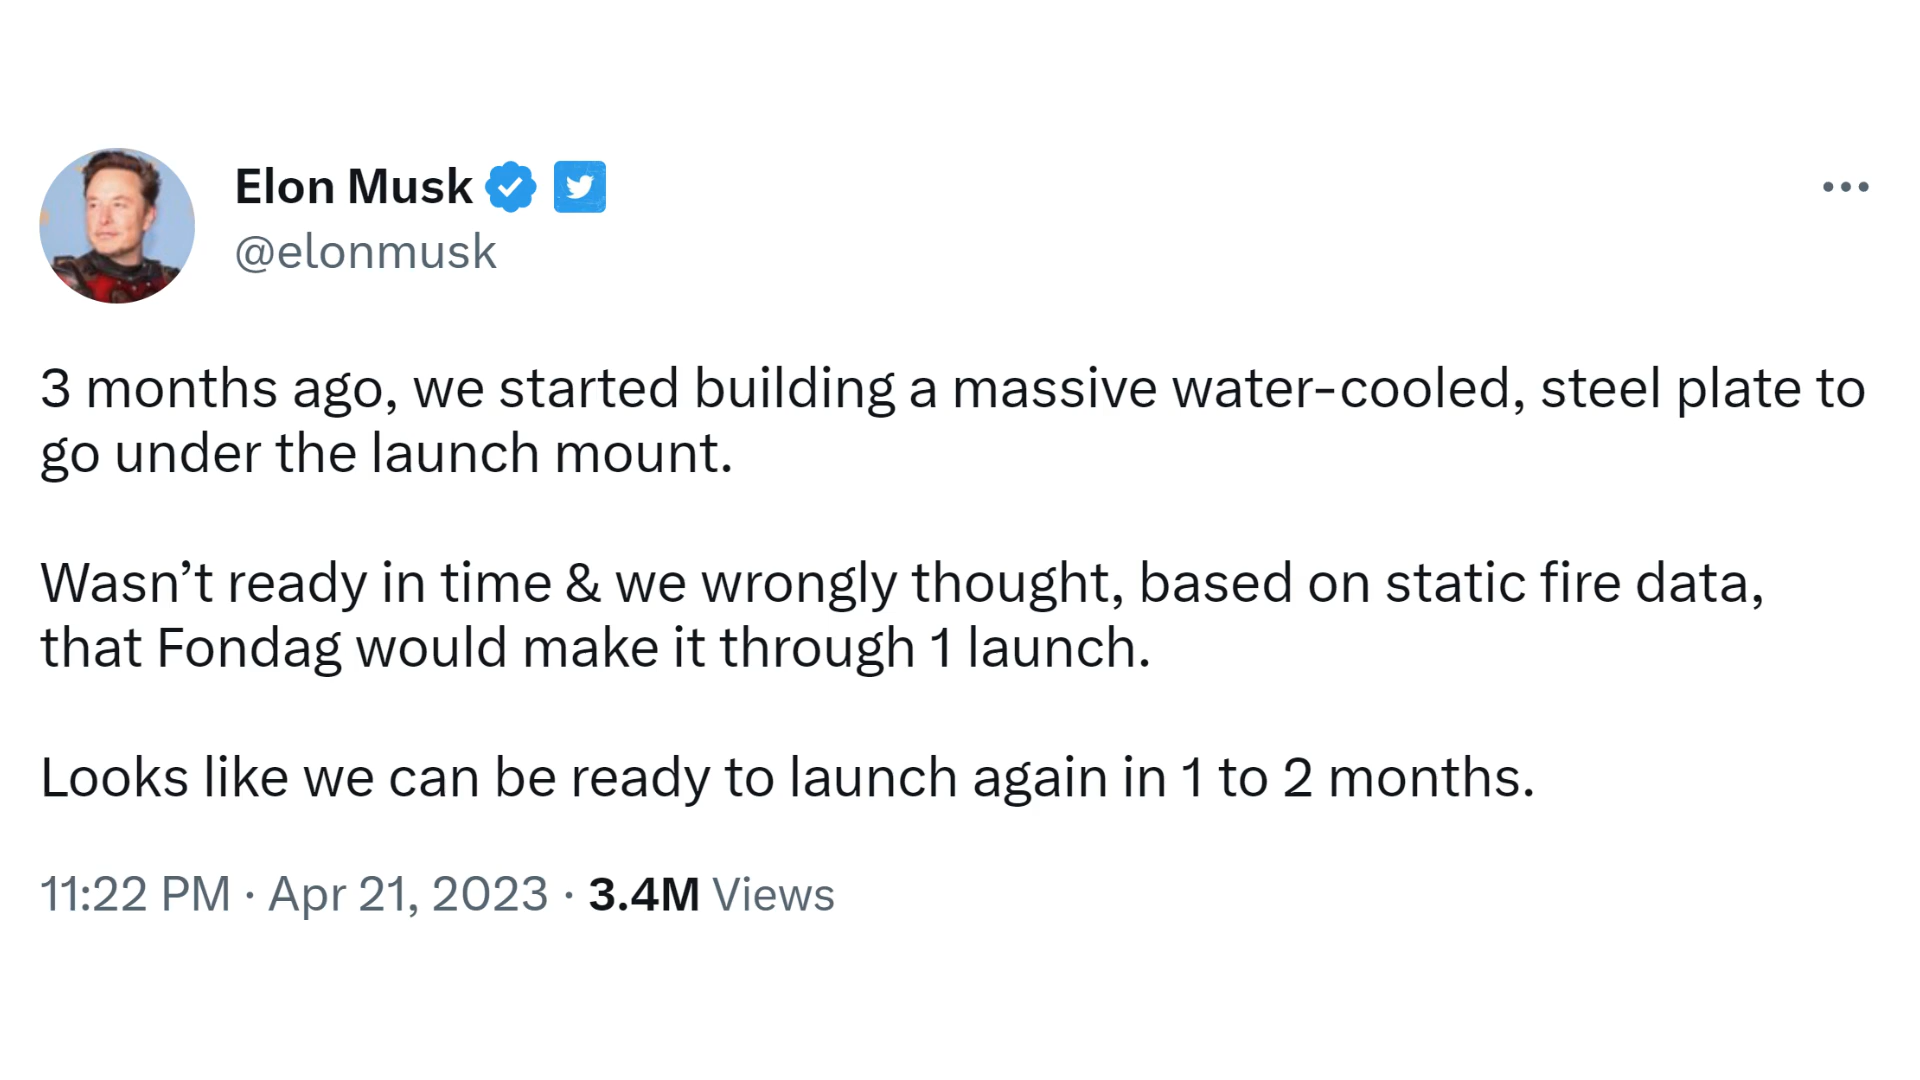 Elon Musk
@elonmusk
3 months ago, we started building a massive water-cooled, steel plate to
go under the launch mount.
Wasn’t ready in time & we wrongly thought, based on static fire data,
that Fondag would make it through 1 launch.
Looks like we can be ready to launch again in 1 to 2 months.
11:22 PM · Apr 21, 2023 · 3.4M Views